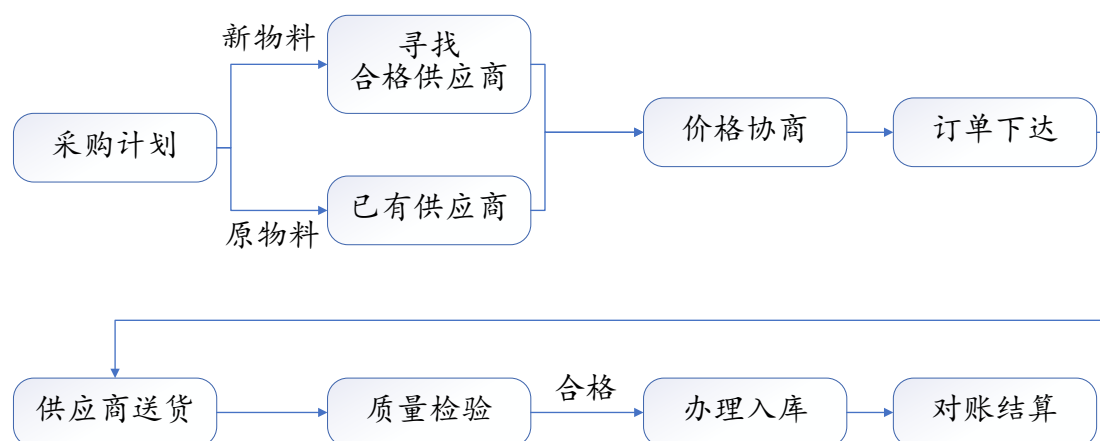 新物料
寻找
合格供应商
采购计划
价格协商
订单下达
已有供应商
原物料
供应商送货
质量检验
合格
办理入库
对账结算